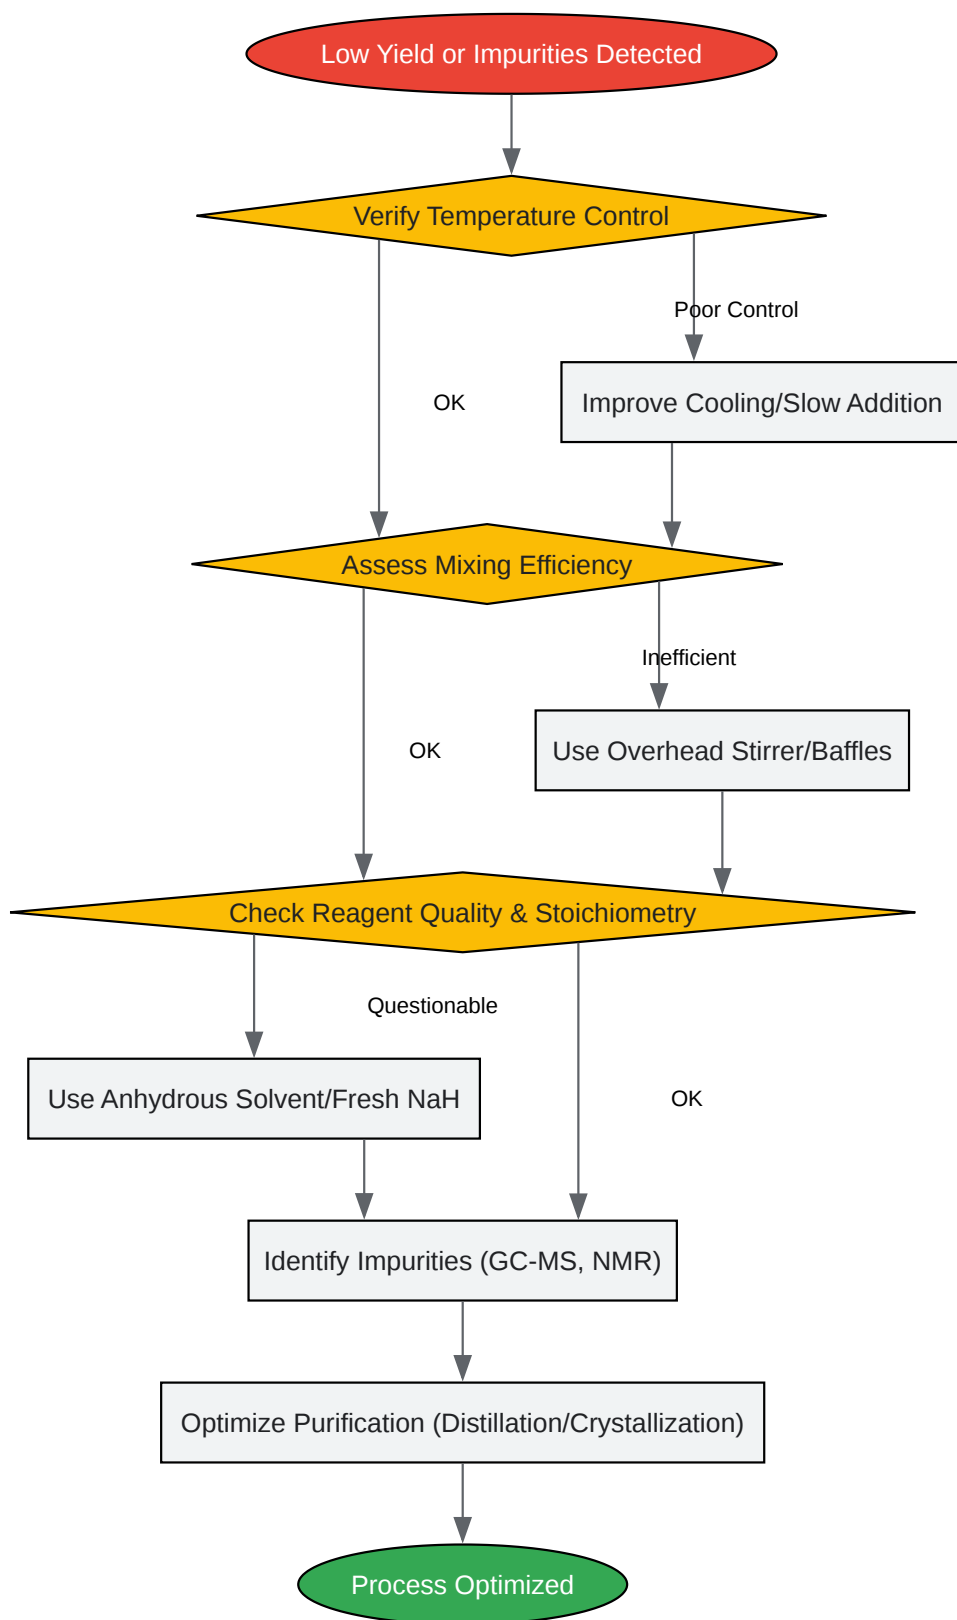 Low Yield or Impurities Detected
Verify Temperature Control
Poor Control
OK
Improve Cooling/Slow Addition
Assess Mixing Efficiency
Inefficient
OK
Use Overhead Stirrer/Baffles
Check Reagent Quality & Stoichiometry
Questionable
Use Anhydrous Solvent/Fresh NaH
OK
Identify Impurities (GC-MS, NMR)
Optimize Purification (Distillation/Crystallization)
Process Optimized